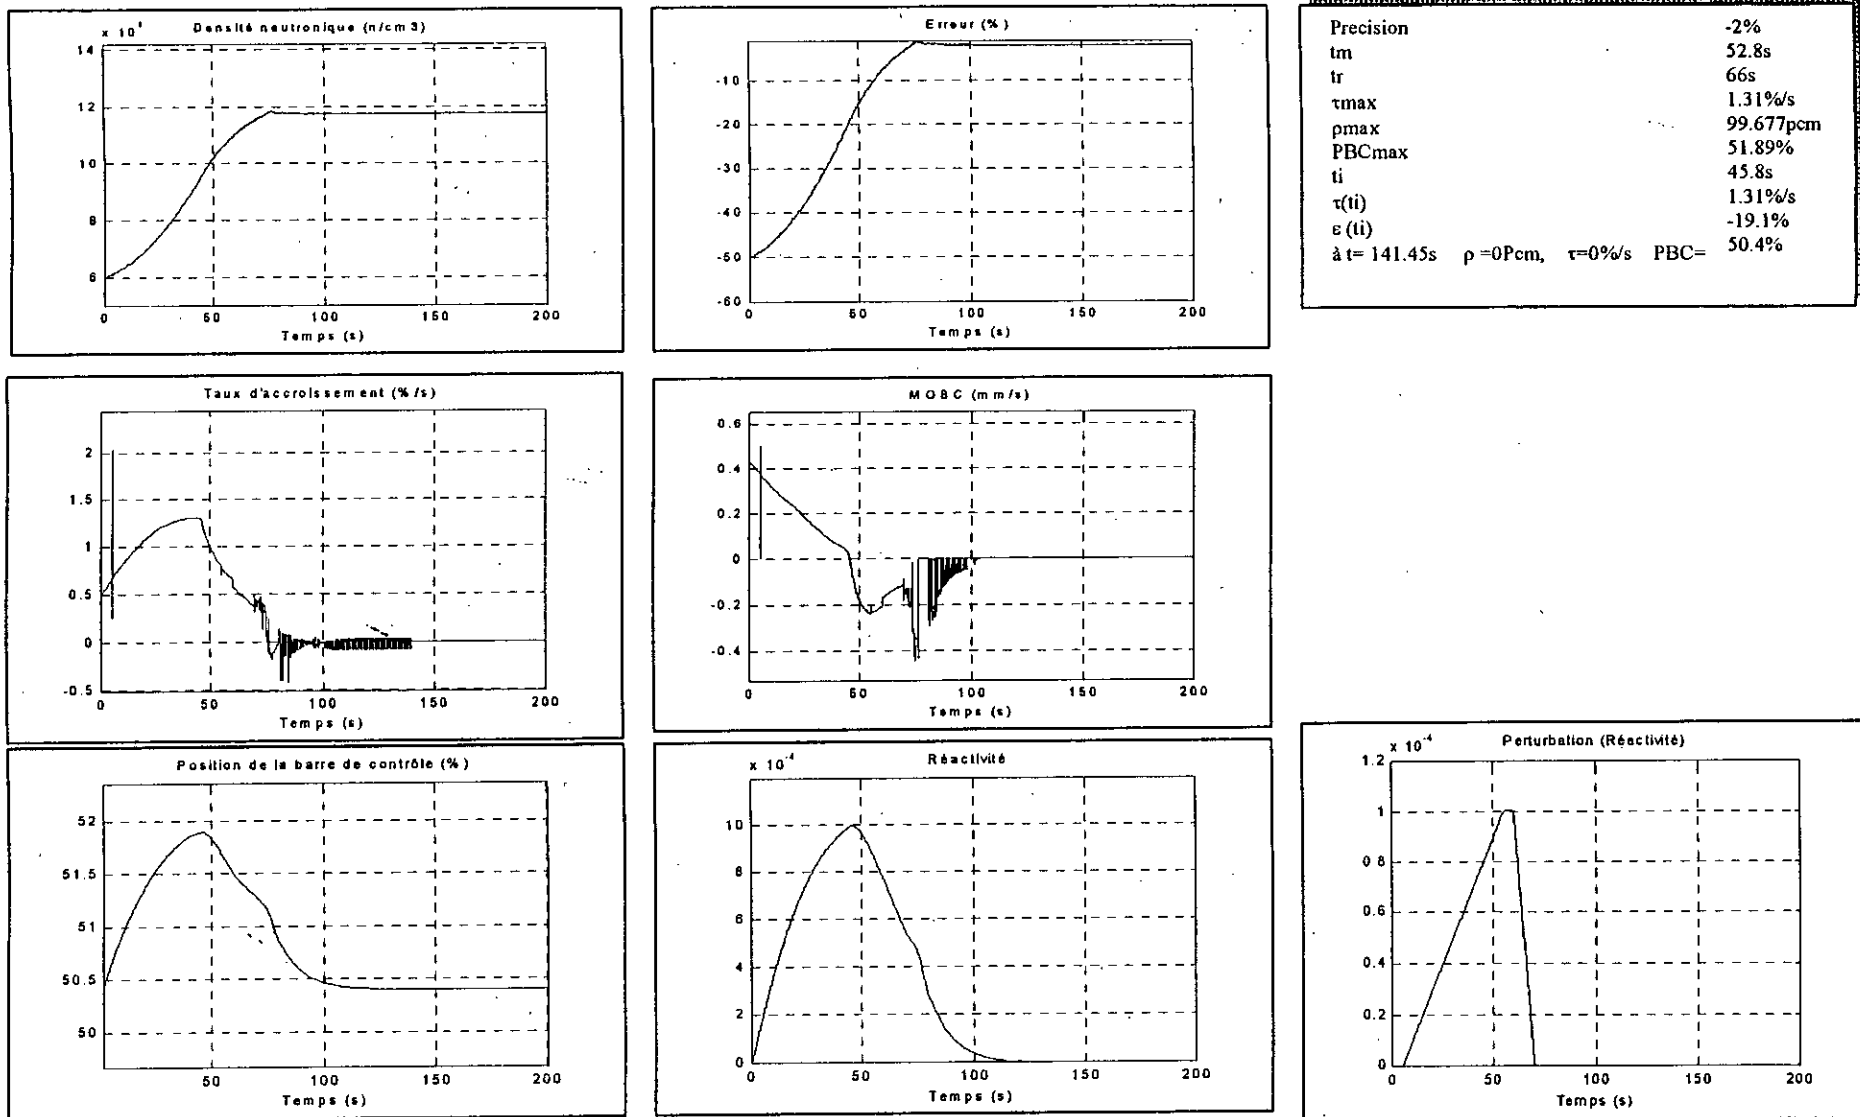 Densité neutronique (n/cm3)
x 10⁸
14
12
10
8
6
0 50 100 150 200
Temps (s)
Erreur (%)
-10
-20
-30
-40
-50
-60
0 50 100 150 200
Temps (s)
Precision -2%
tm 52.8s
tr 66s
τmax 1.31%/s
ρmax 99.677pcm
PBCmax 51.89%
ti 45.8s
τ(ti) 1.31%/s
ε (ti) -19.1%
à t= 141.45s ρ =0Pcm, τ=0%/s PBC= 50.4%
Taux d'accroissement (%/s)
2
1.5
1
0.5
0
-0.5
50 100 150 200
Temps (s)
MOBC (mm/s)
0.6
0.4
0.2
0
-0.2
-0.4
0 50 100 150 200
Temps (s)
Position de la barre de contrôle (%)
52
51.5
51
50.5
50
50 100 150 200
Temps (s)
Réactivité
x 10⁻⁴
10
8
6
4
2
0
0 50 100 150 200
Temps (s)
Perturbation (Réactivité)
x 10⁻⁴
1.2
1
0.8
0.6
0.4
0.2
0
0 50 100 150 200
Temps (s)